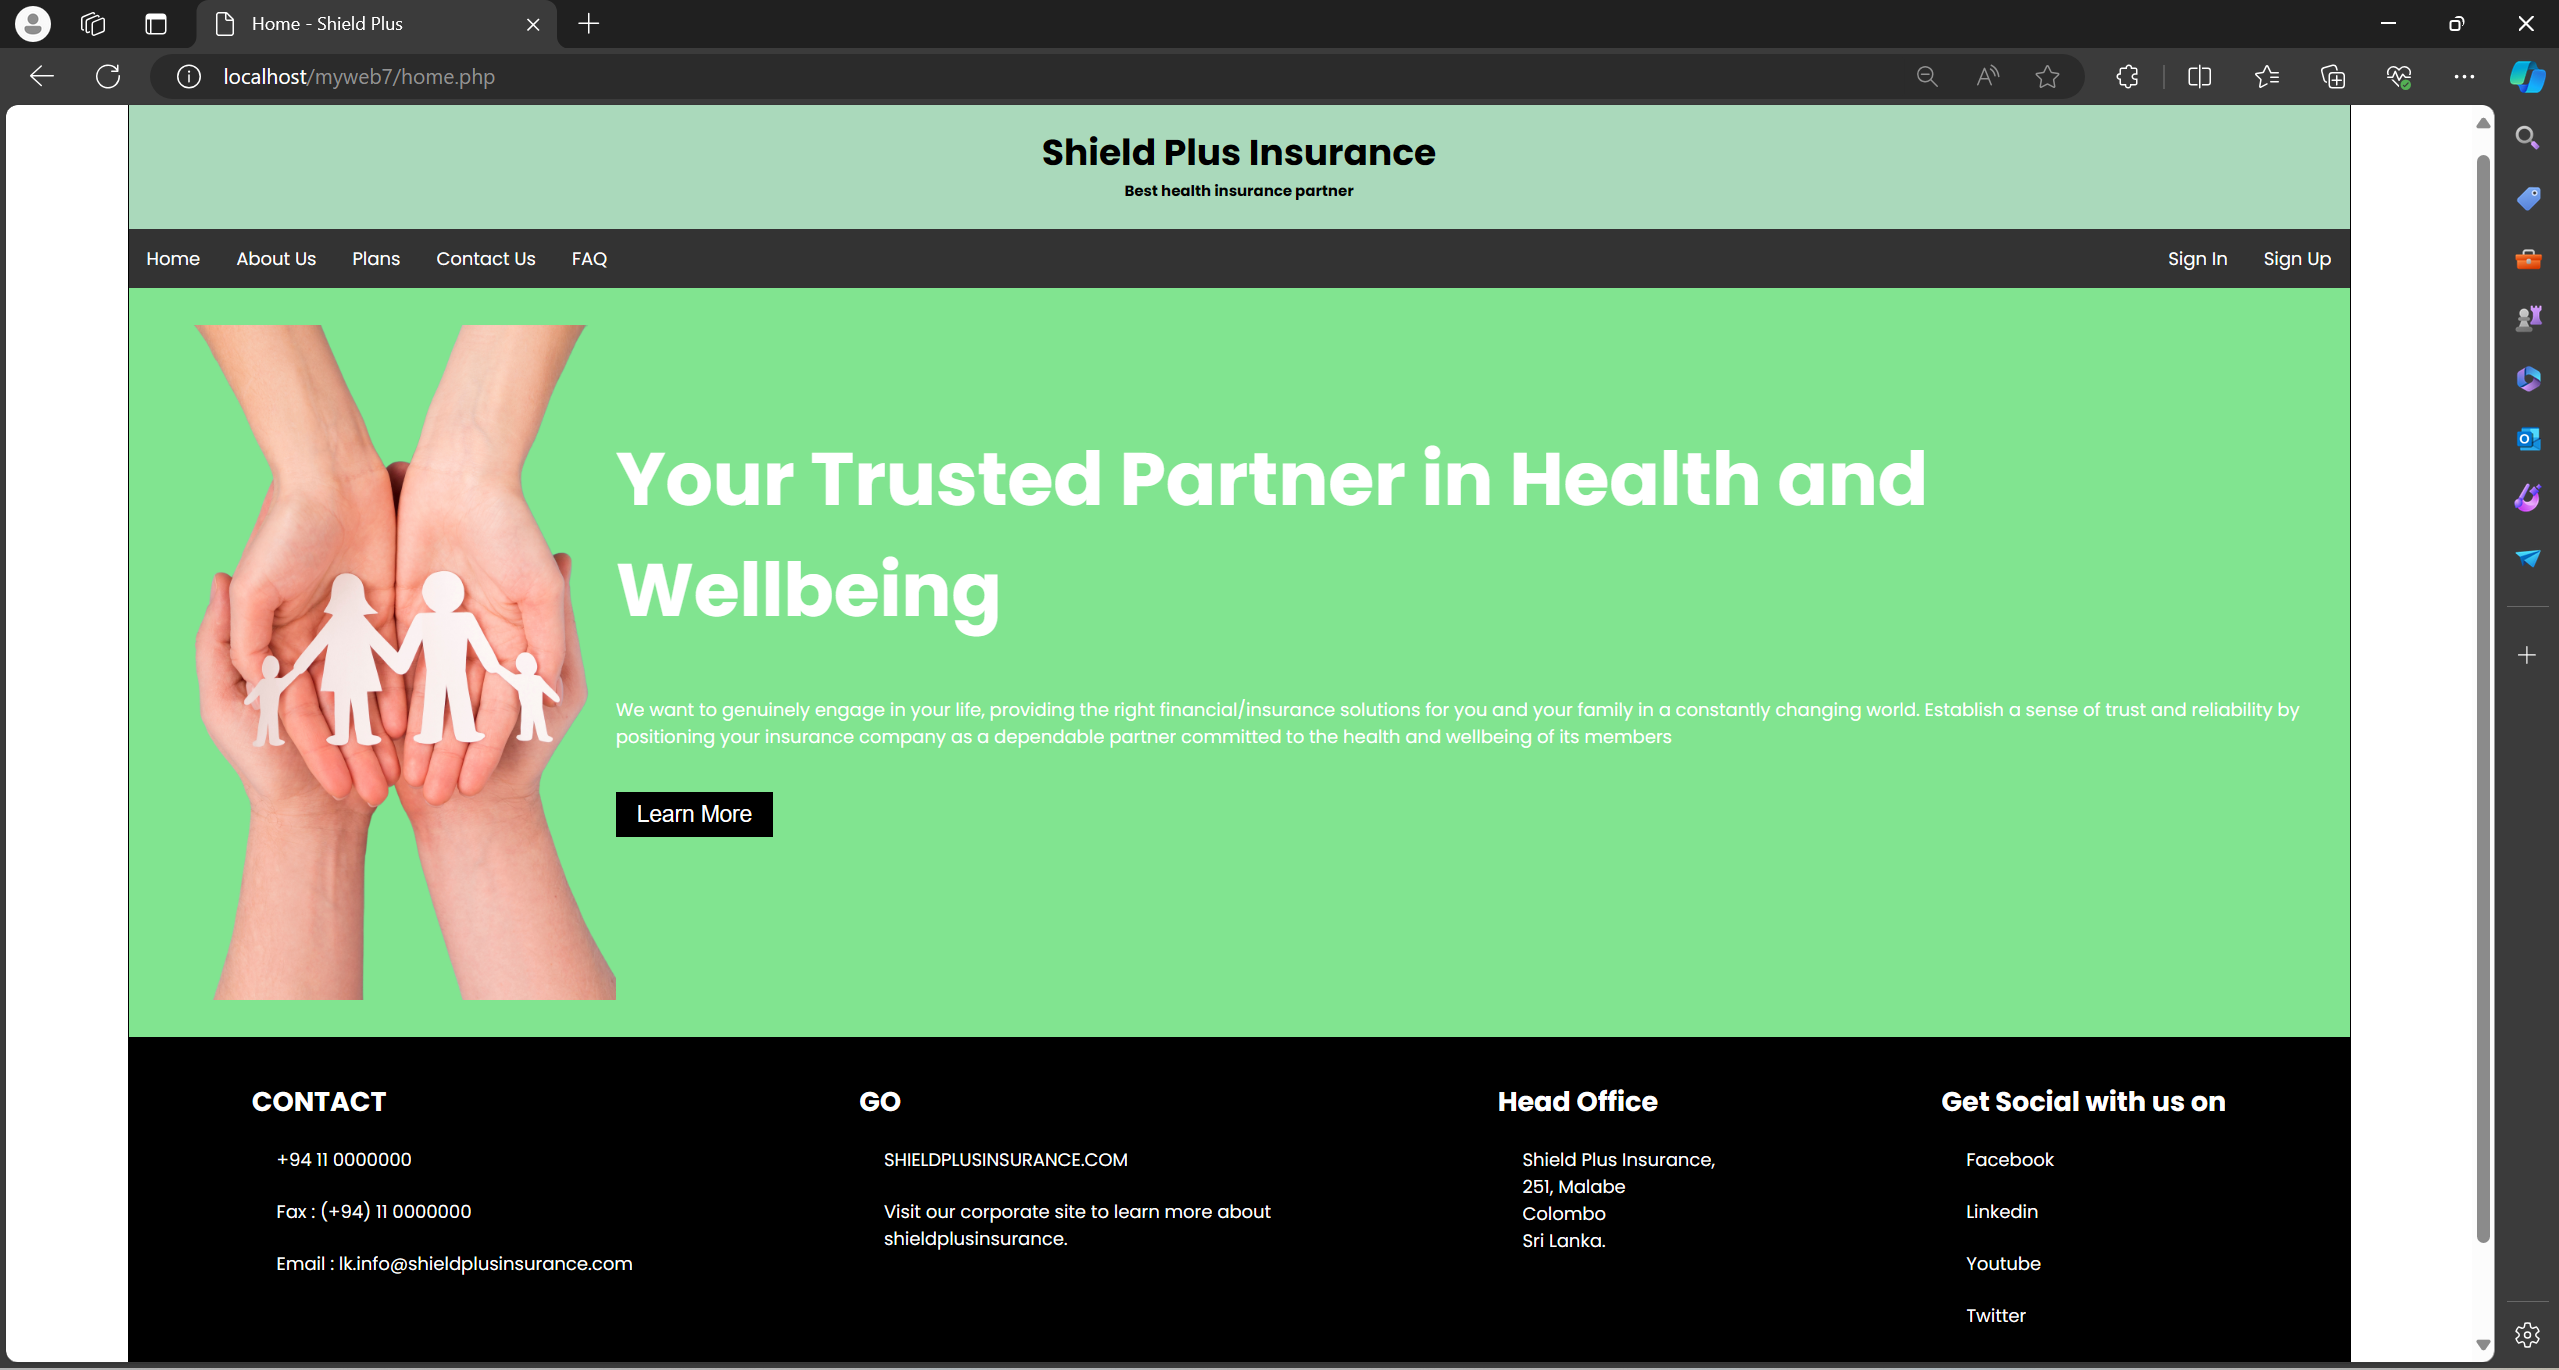 Home - Shield Plus
localhost/myweb7/home.php
Shield Plus Insurance
Best health insurance partner
Home About Us Plans Contact Us FAQ Sign In Sign Up
Your Trusted Partner in Health and
Wellbeing
We want to genuinely engage in your life, providing the right financial/insurance solutions for you and your family in a constantly changing world. Establish a sense of trust and reliability by
positioning your insurance company as a dependable partner committed to the health and wellbeing of its members
Learn More
CONTACT
+94 11 0000000
Fax : (+94) 11 0000000
Email : lk.info@shieldplusinsurance.com
GO
SHIELDPLUSINSURANCE.COM
Visit our corporate site to learn more about
shieldplusinsurance.
Head Office
Shield Plus Insurance,
251, Malabe
Colombo
Sri Lanka.
Get Social with us on
Facebook
Linkedin
Youtube
Twitter